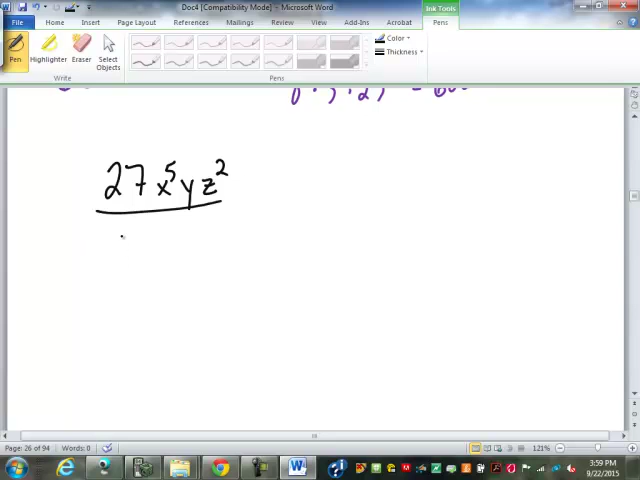 Doc4 [Compatibility Mode] - Microsoft Word
Ink Tools
File Home Insert Page Layout References Mailings Review View Add-Ins Acrobat Pens
Pen
Highlighter
Eraser
Select Objects
Color
Thickness
Write
Pens
27x⁵yz²
Page: 26 of 94 Words: 0
121%
3:59 PM
9/22/2015